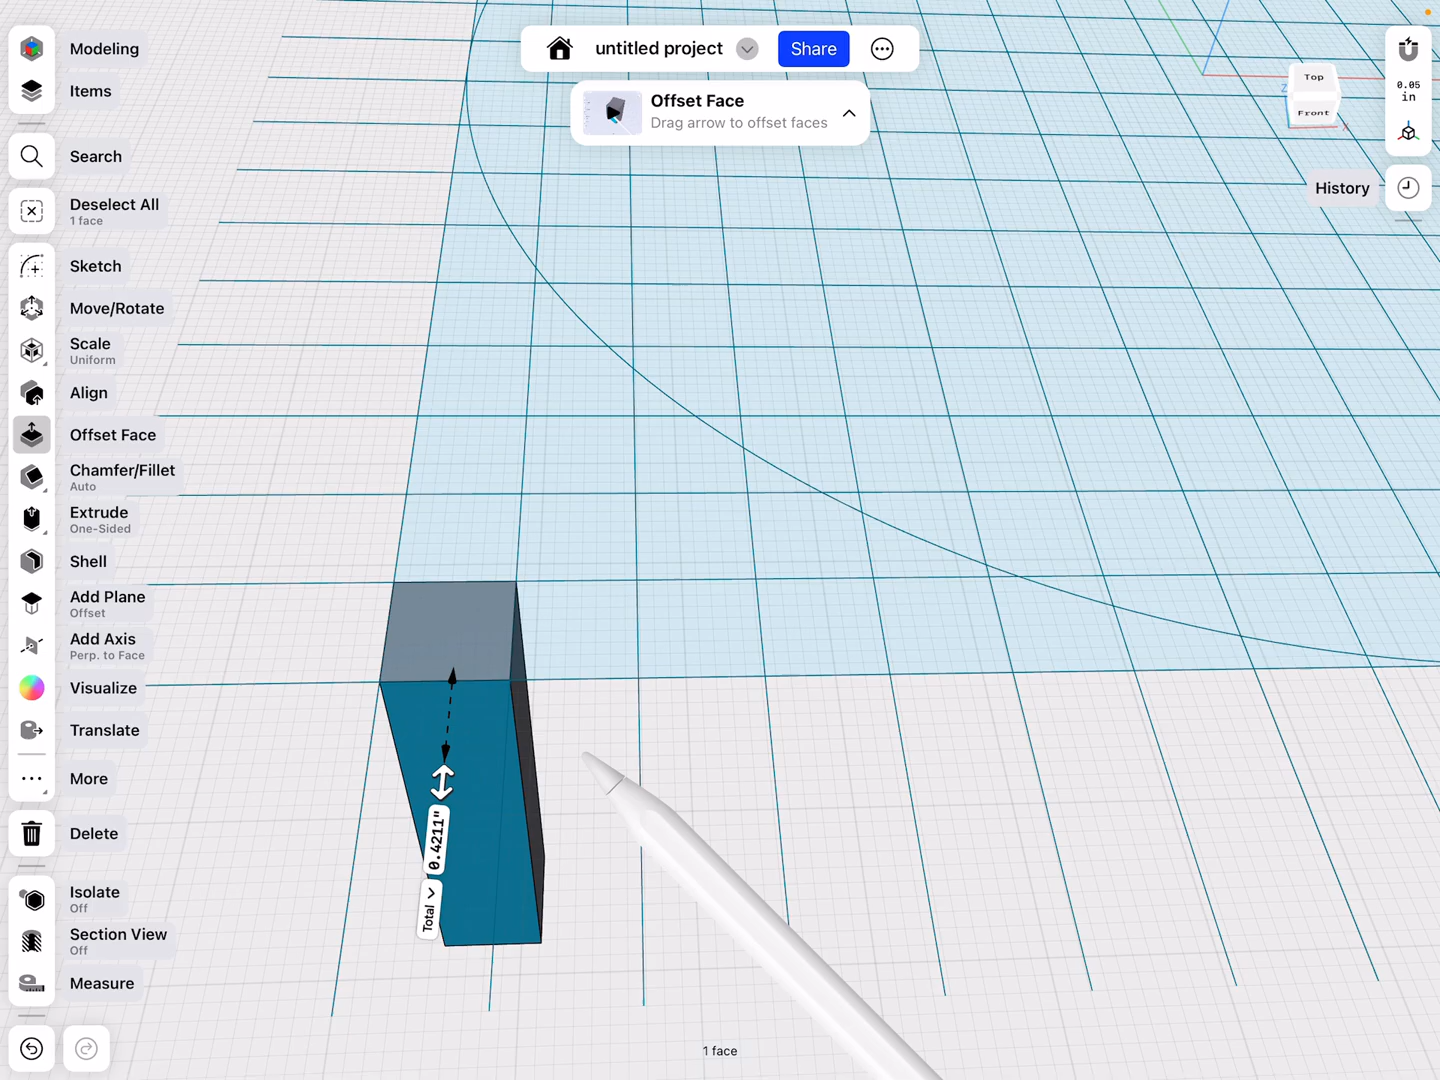 Modeling
Items
Search
Deselect All
1 face
Sketch
Move/Rotate
Scale
Uniform
Align
Offset Face
Chamfer/Fillet
Auto
Extrude
One-Sided
Shell
Add Plane
Offset
Add Axis
Perp. to Face
Visualize
Translate
More
Delete
Isolate
Off
Section View
Off
Measure
untitled project
Share
Offset Face
Drag arrow to offset faces
Top
Front
Z
X
0.05
in
History
0.4211"
Total
1 face